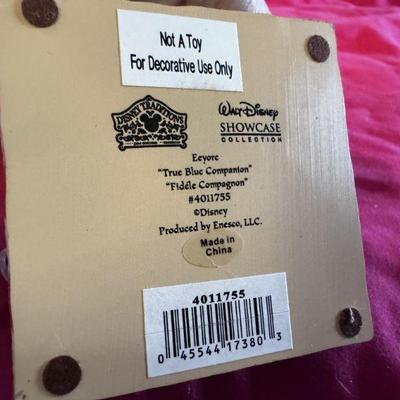 Not A Toy
For Decorative Use Only
DISNEY TRADITIONS
WALT DISNEY
SHOWCASE
COLLECTION
Eeyore
"True Blue Companion"
"Fidéle Compagnon"
#4011755
©Disney
Produced by Enesco, LLC.
Made in
China
4011755
0 45544 17380 3